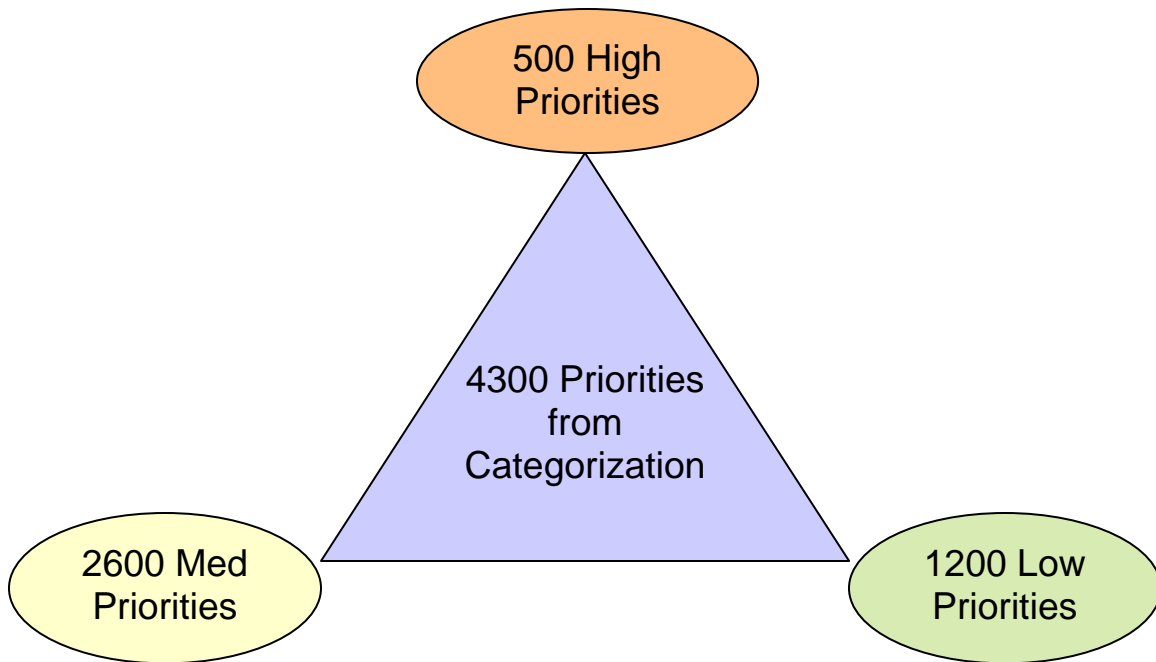 500 High
Priorities
4300 Priorities
from
Categorization
2600 Med
Priorities
1200 Low
Priorities